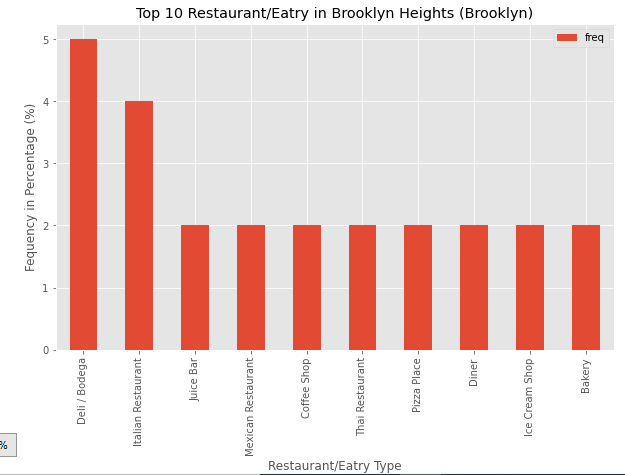 Top 10 Restaurant/Eatry in Brooklyn Heights (Brooklyn)
freq
Fequency in Percentage (%)
5
4
3
2
1
0
Deli / Bodega
Italian Restaurant
Juice Bar
Mexican Restaurant
Coffee Shop
Thai Restaurant
Pizza Place
Diner
Ice Cream Shop
Bakery
%
Restaurant/Eatry Type